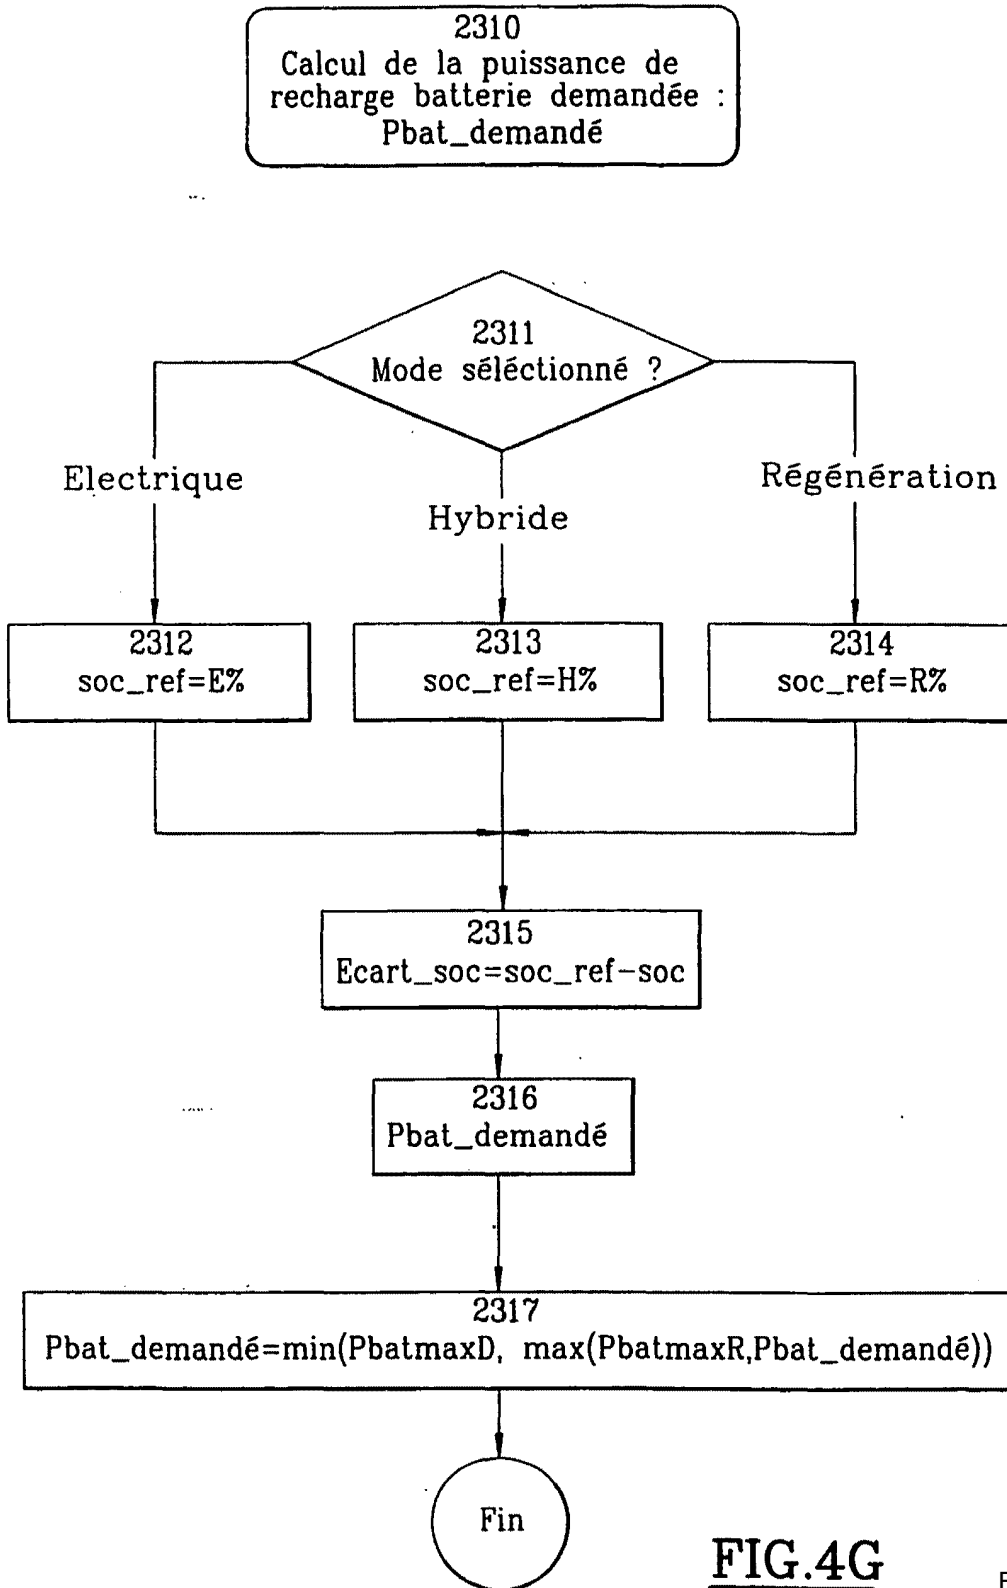 2310
Calcul de la puissance de
recharge batterie demandée :
Pbat_demandé
2311
Mode séléctionné ?
Electrique
Hybride
Régénération
2312
soc_ref=E%
2313
soc_ref=H%
2314
soc_ref=R%
2315
Ecart_soc=soc_ref-soc
2316
Pbat_demandé
2317
Pbat_demandé=min(PbatmaxD, max(PbatmaxR,Pbat_demandé))
Fin
FIG.4G